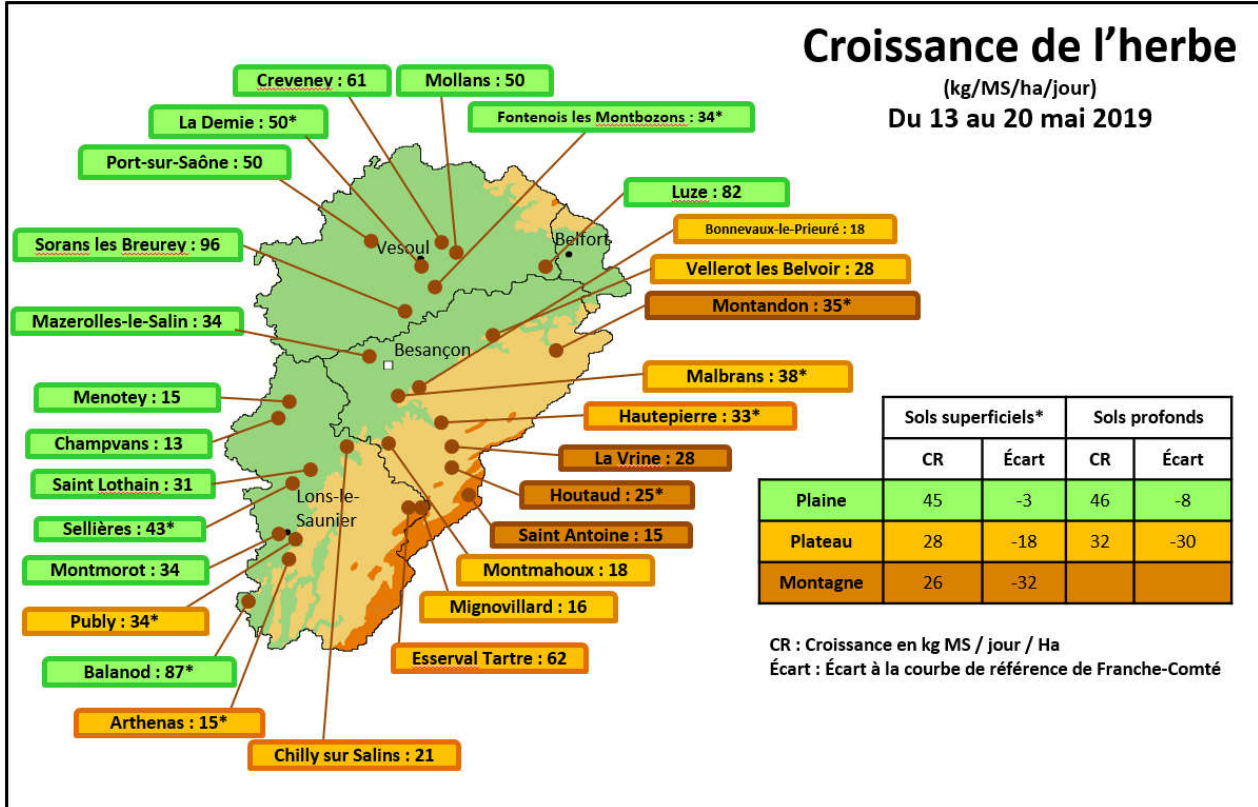 Croissance de l’herbe
(kg/MS/ha/jour)
Du 13 au 20 mai 2019
Creveney : 61
Mollans : 50
La Demie : 50*
Fontenois les Montbozons : 34*
Port-sur-Saône : 50
Luze : 82
Bonnevaux-le-Prieuré : 18
Sorans les Breurey : 96
Vesoul
Belfort
Vellerot les Belvoir : 28
Montandon : 35*
Mazerolles-le-Salin : 34
Besançon
Malbrans : 38*
Menotey : 15
Hautepierre : 33*
Champvans : 13
La Vrine : 28
Saint Lothain : 31
Houtaud : 25*
Lons-le-
Saunier
Sellières : 43*
Saint Antoine : 15
Montmorot : 34
Montmahoux : 18
Mignovillard : 16
Publy : 34*
Esserval Tartre : 62
Balanod : 87*
Arthenas : 15*
Chilly sur Salins : 21
Sols superficiels* Sols profonds
CR Écart CR Écart
Plaine 45 -3 46 -8
Plateau 28 -18 32 -30
Montagne 26 -32
CR : Croissance en kg MS / jour / Ha
Écart : Écart à la courbe de référence de Franche-Comté